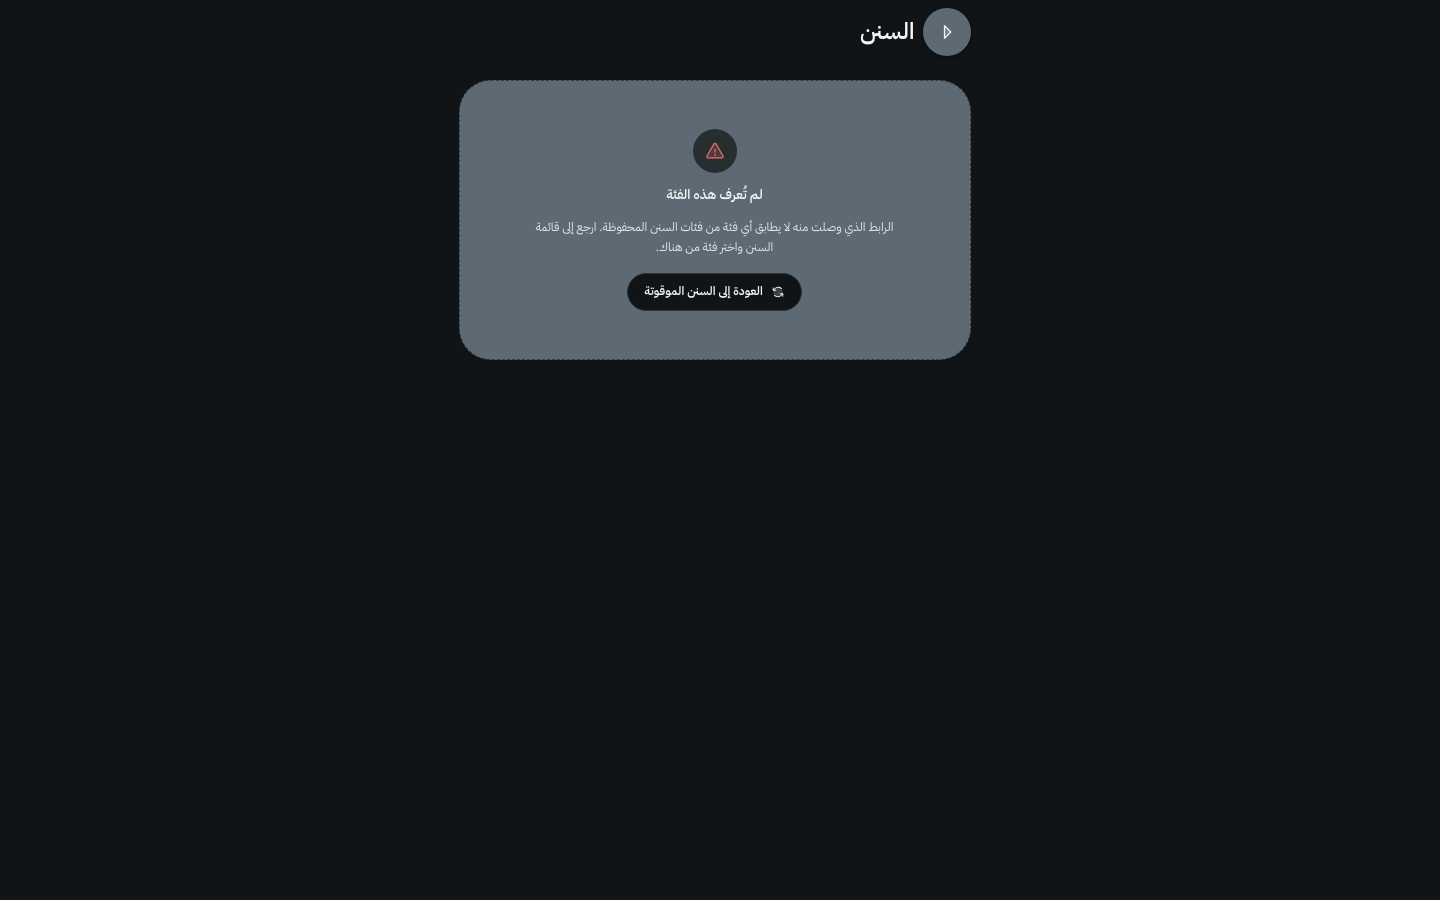 السنن
لم تُعرف هذه الفئة
الرابط الذي وصلت منه لا يطابق أي فئة من فئات السنن المحفوظة. ارجع إلى قائمة
السنن واختر فئة من هناك.
العودة إلى السنن الموقوتة